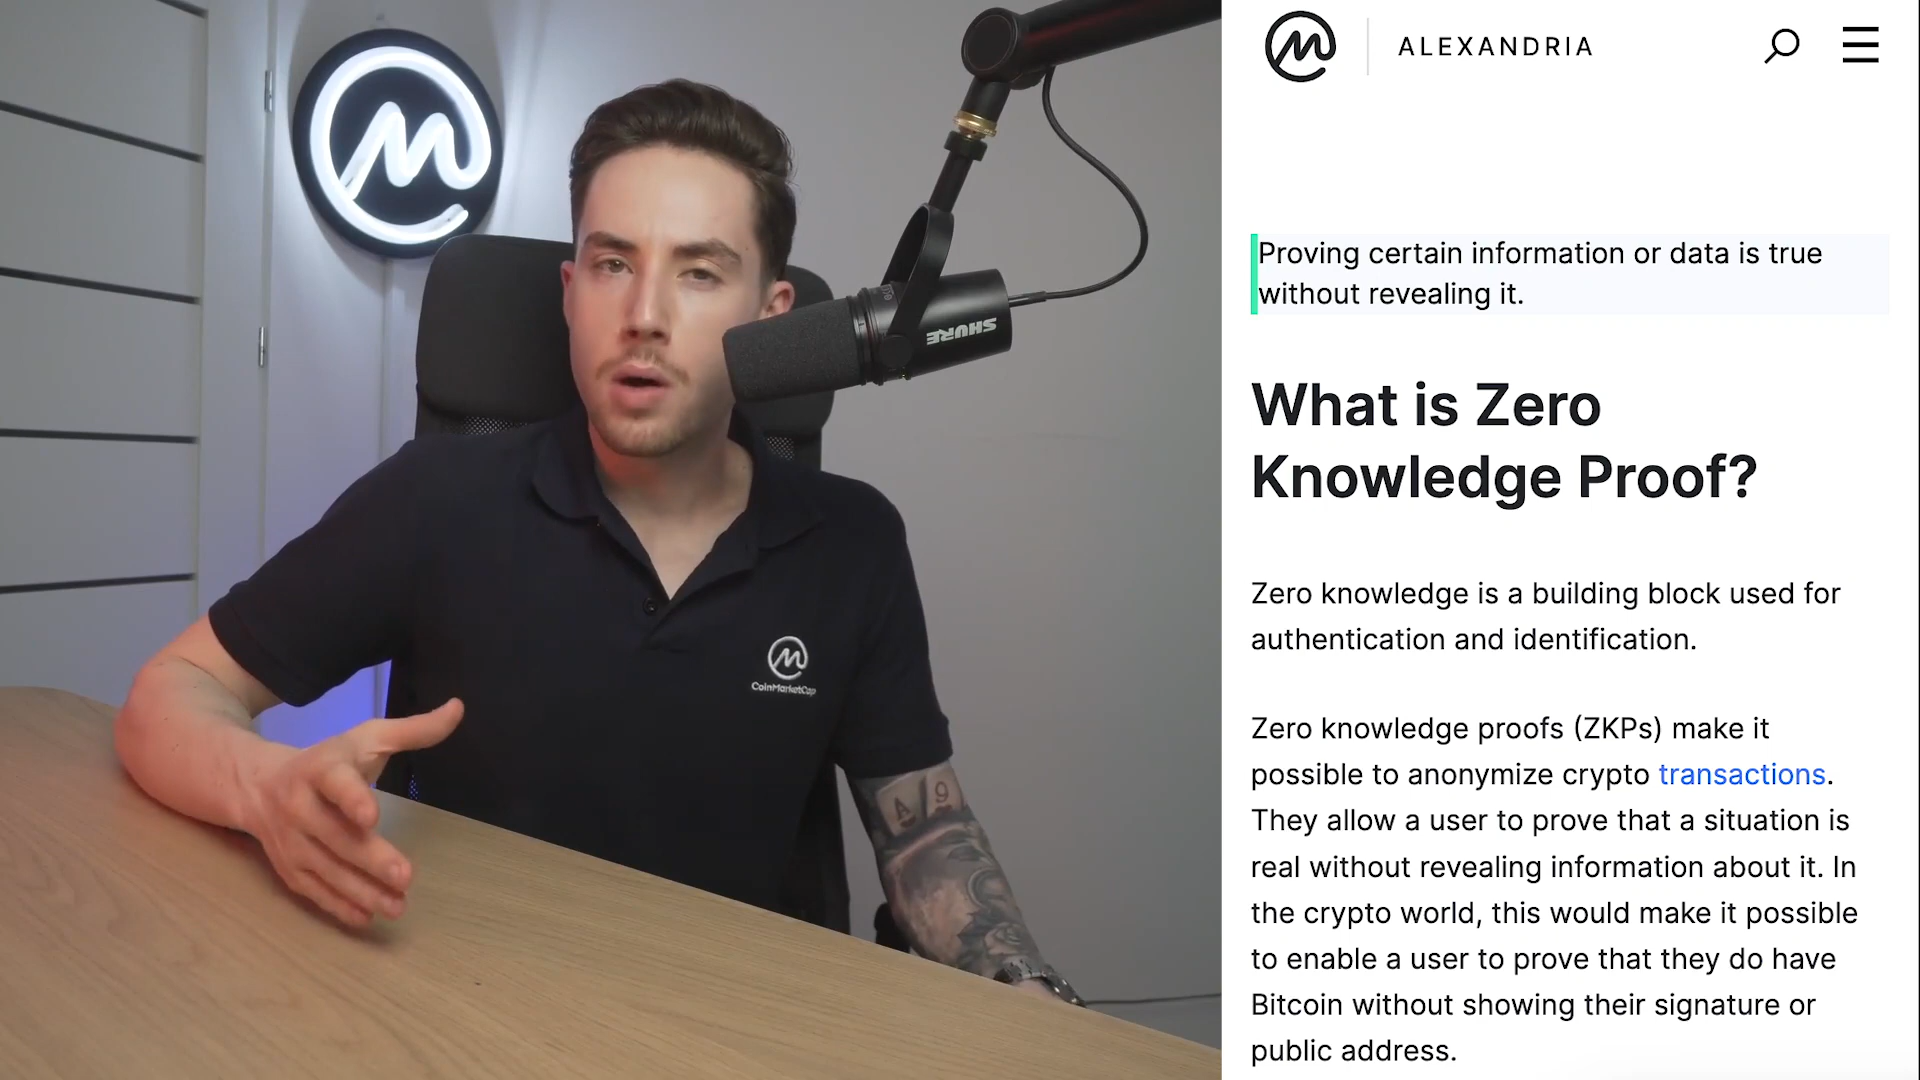 ALEXANDRIA
Proving certain information or data is true
without revealing it.
What is Zero
Knowledge Proof?
Zero knowledge is a building block used for
authentication and identification.
Zero knowledge proofs (ZKPs) make it
possible to anonymize crypto transactions.
They allow a user to prove that a situation is
real without revealing information about it. In
the crypto world, this would make it possible
to enable a user to prove that they do have
Bitcoin without showing their signature or
public address.
SHURE
CoinMarketCap
A 9